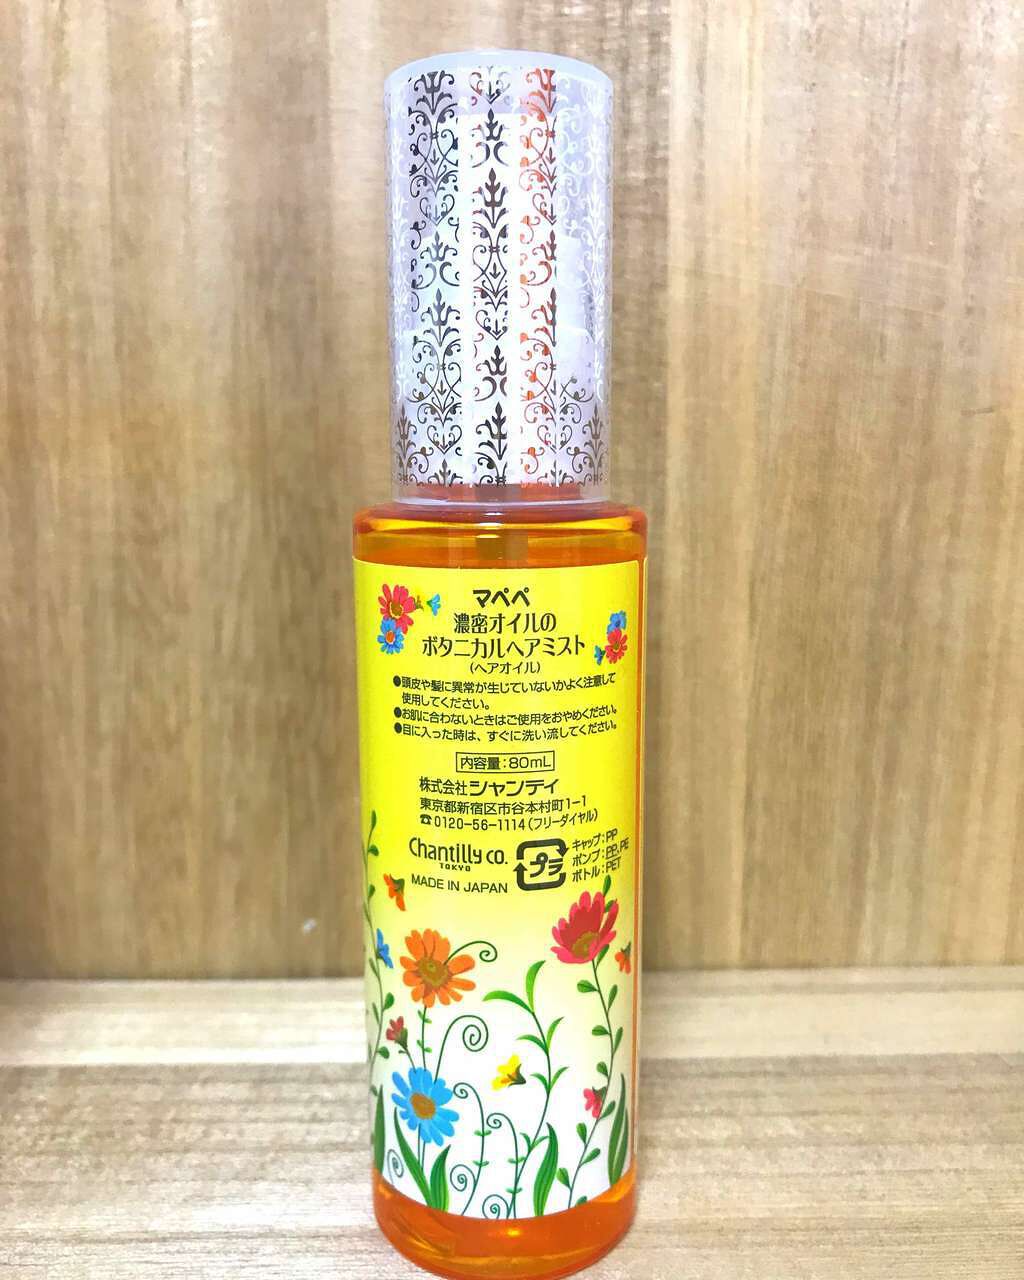 マペペ
濃密オイルの
ボタニカルヘアミスト
(ヘアオイル)
●頭皮や髪に異常が生じていないかよく注意して
使用してください。
●お肌に合わないときはご使用をおやめください。
●目に入った時は、すぐに洗い流してください。
内容量:80mL
株式会社 シャンティ
東京都新宿区市谷本村町1-1
☎0120-56-1114(フリーダイヤル)
Chantilly CO.
TOKYO
MADE IN JAPAN
プラ
キャップ:PP
ポンプ:PP、PE
ボトル:PET